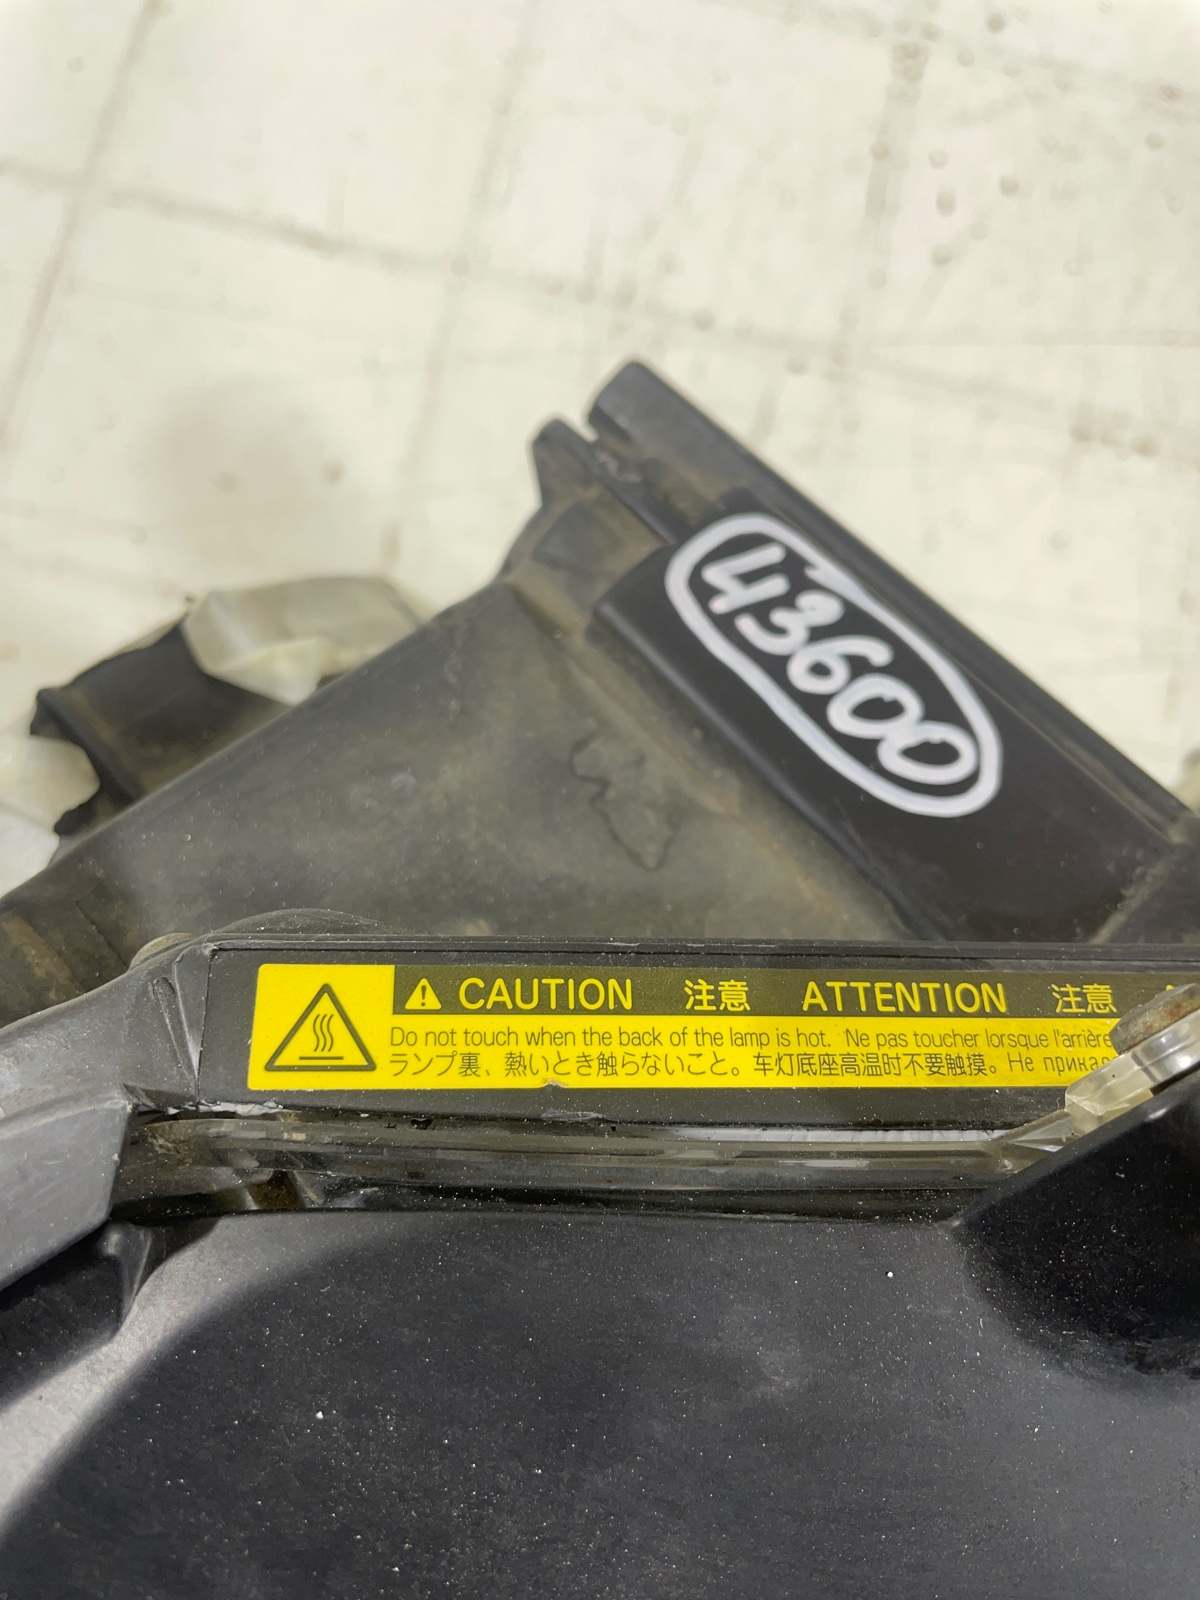 43600
CAUTION 注意 ATTENTION 注意
Do not touch when the back of the lamp is hot. Ne pas toucher lorsque l'arrière
ランプ裏、熱いとき触らないこと。车灯底座高温时不要触摸。Не